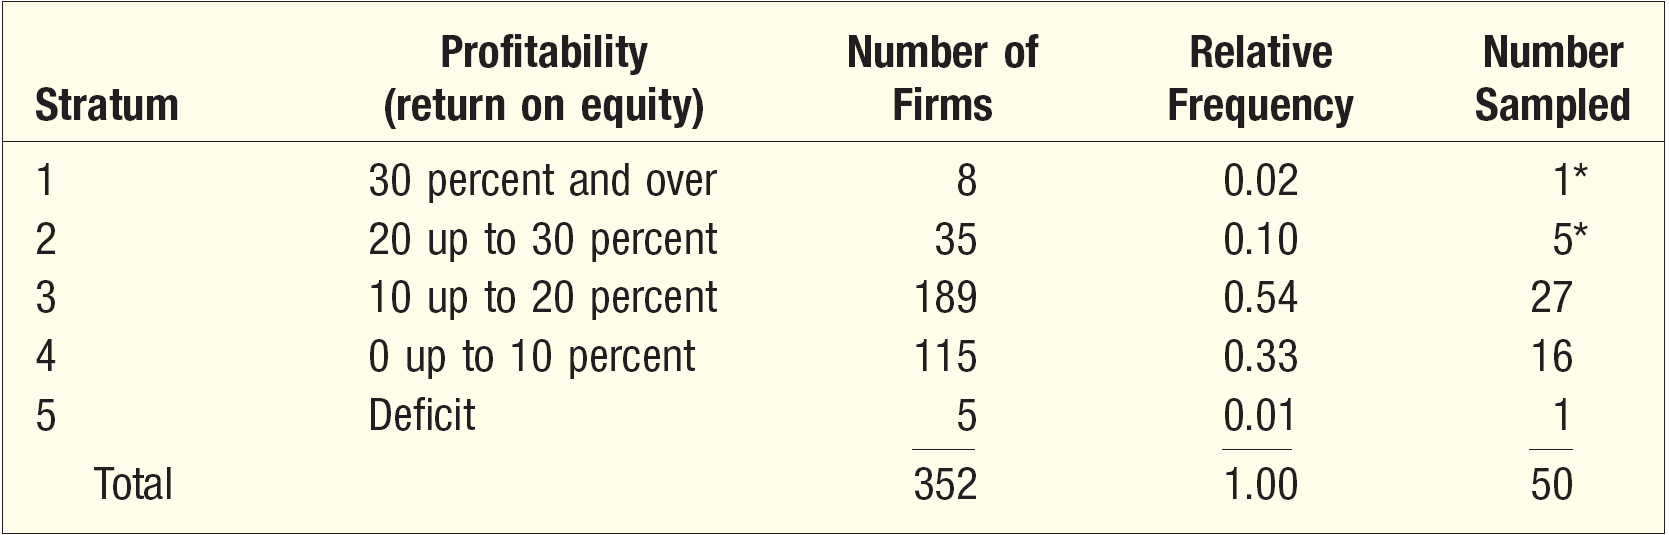 Profitability Number of Relative Number
Stratum (return on equity) Firms Frequency Sampled
1 30 percent and over 8 0.02 1*
2 20 up to 30 percent 35 0.10 5*
3 10 up to 20 percent 189 0.54 27
4 0 up to 10 percent 115 0.33 16
5 Deficit 5 0.01 1
Total 352 1.00 50